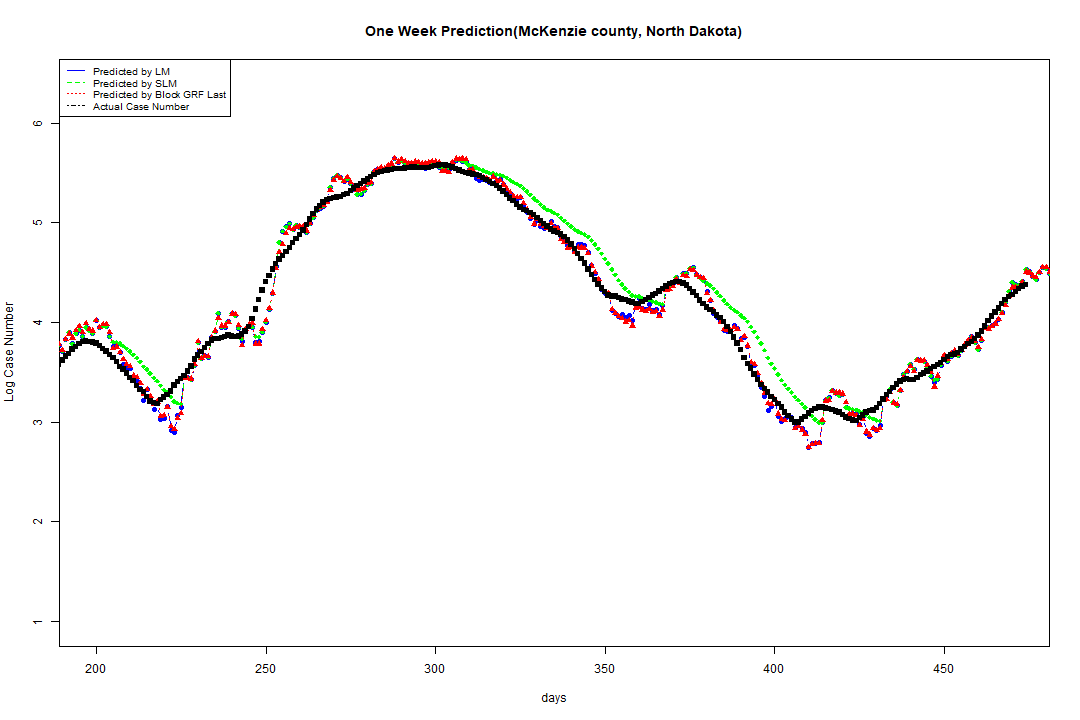 One Week Prediction(McKenzie county, North Dakota)
Predicted by LM
Predicted by SLM
Predicted by Block GRF Last
Actual Case Number
Log Case Number
6
5
4
3
2
1
200 250 300 350 400 450
days